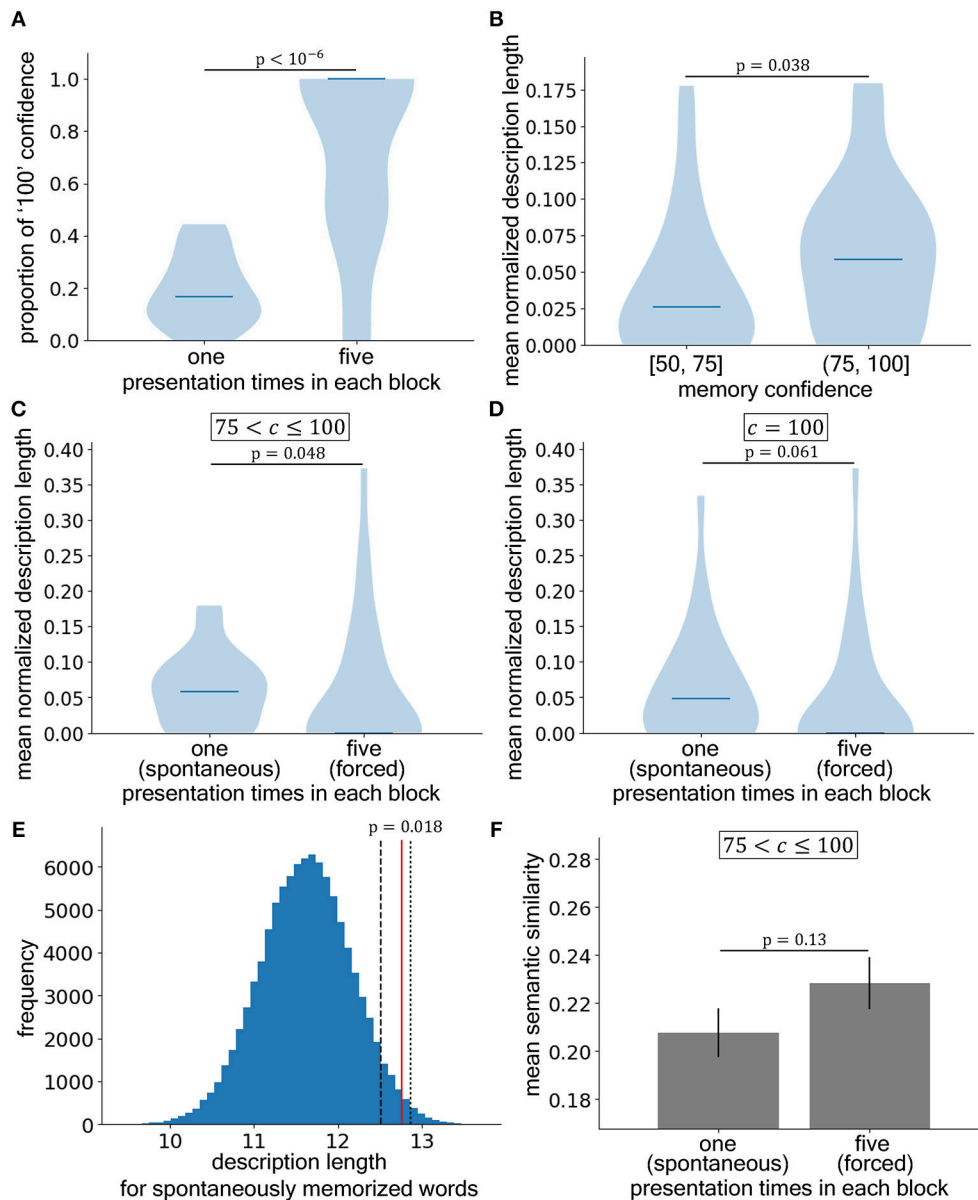 A
p < 10⁻⁶
proportion of '100' confidence
1.0
0.8
0.6
0.4
0.2
0.0
one
five
presentation times in each block
B
p = 0.038
mean normalized description length
0.175
0.150
0.125
0.100
0.075
0.050
0.025
0.000
[50, 75]
(75, 100]
memory confidence
C
75 < c ≤ 100
p = 0.048
mean normalized description length
0.40
0.35
0.30
0.25
0.20
0.15
0.10
0.05
0.00
one
(spontaneous)
five
(forced)
presentation times in each block
D
c = 100
p = 0.061
mean normalized description length
0.40
0.35
0.30
0.25
0.20
0.15
0.10
0.05
0.00
one
(spontaneous)
five
(forced)
presentation times in each block
E
p = 0.018
frequency
6000
5000
4000
3000
2000
1000
0
10
11
12
13
description length
for spontaneously memorized words
F
75 < c ≤ 100
p = 0.13
mean semantic similarity
0.28
0.26
0.24
0.22
0.20
0.18
one
(spontaneous)
five
(forced)
presentation times in each block